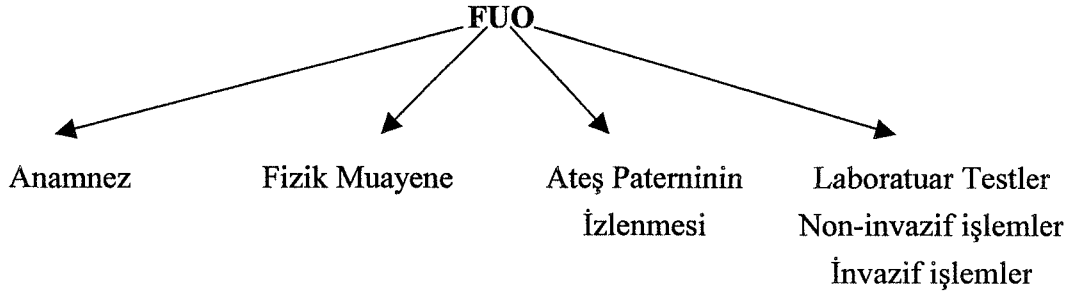 FUO
Anamnez
Fizik Muayene
Ateş Paterninin
İzlenmesi
Laboratuar Testler
Non-invazif işlemler
İnvazif işlemler